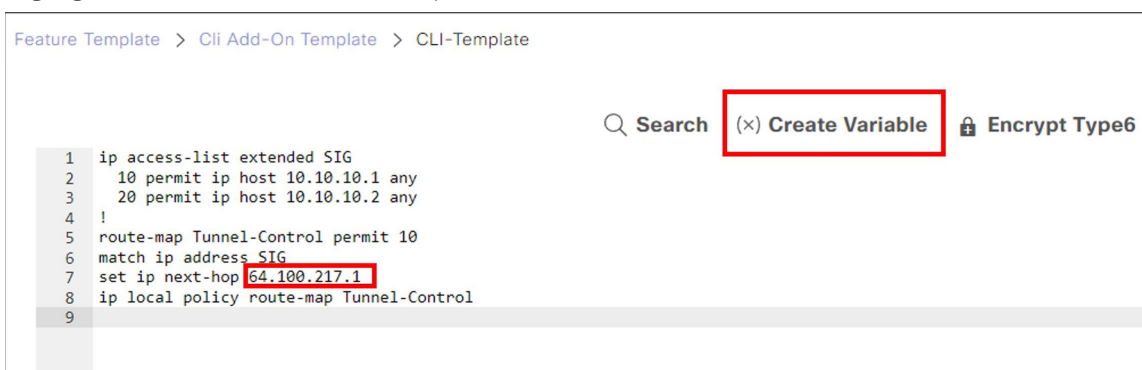 Feature Template > Cli Add-On Template > CLI-Template
Search (×) Create Variable Encrypt Type6
1 ip access-list extended SIG
2 10 permit ip host 10.10.10.1 any
3 20 permit ip host 10.10.10.2 any
4 !
5 route-map Tunnel-Control permit 10
6 match ip address SIG
7 set ip next-hop 64.100.217.1
8 ip local policy route-map Tunnel-Control
9